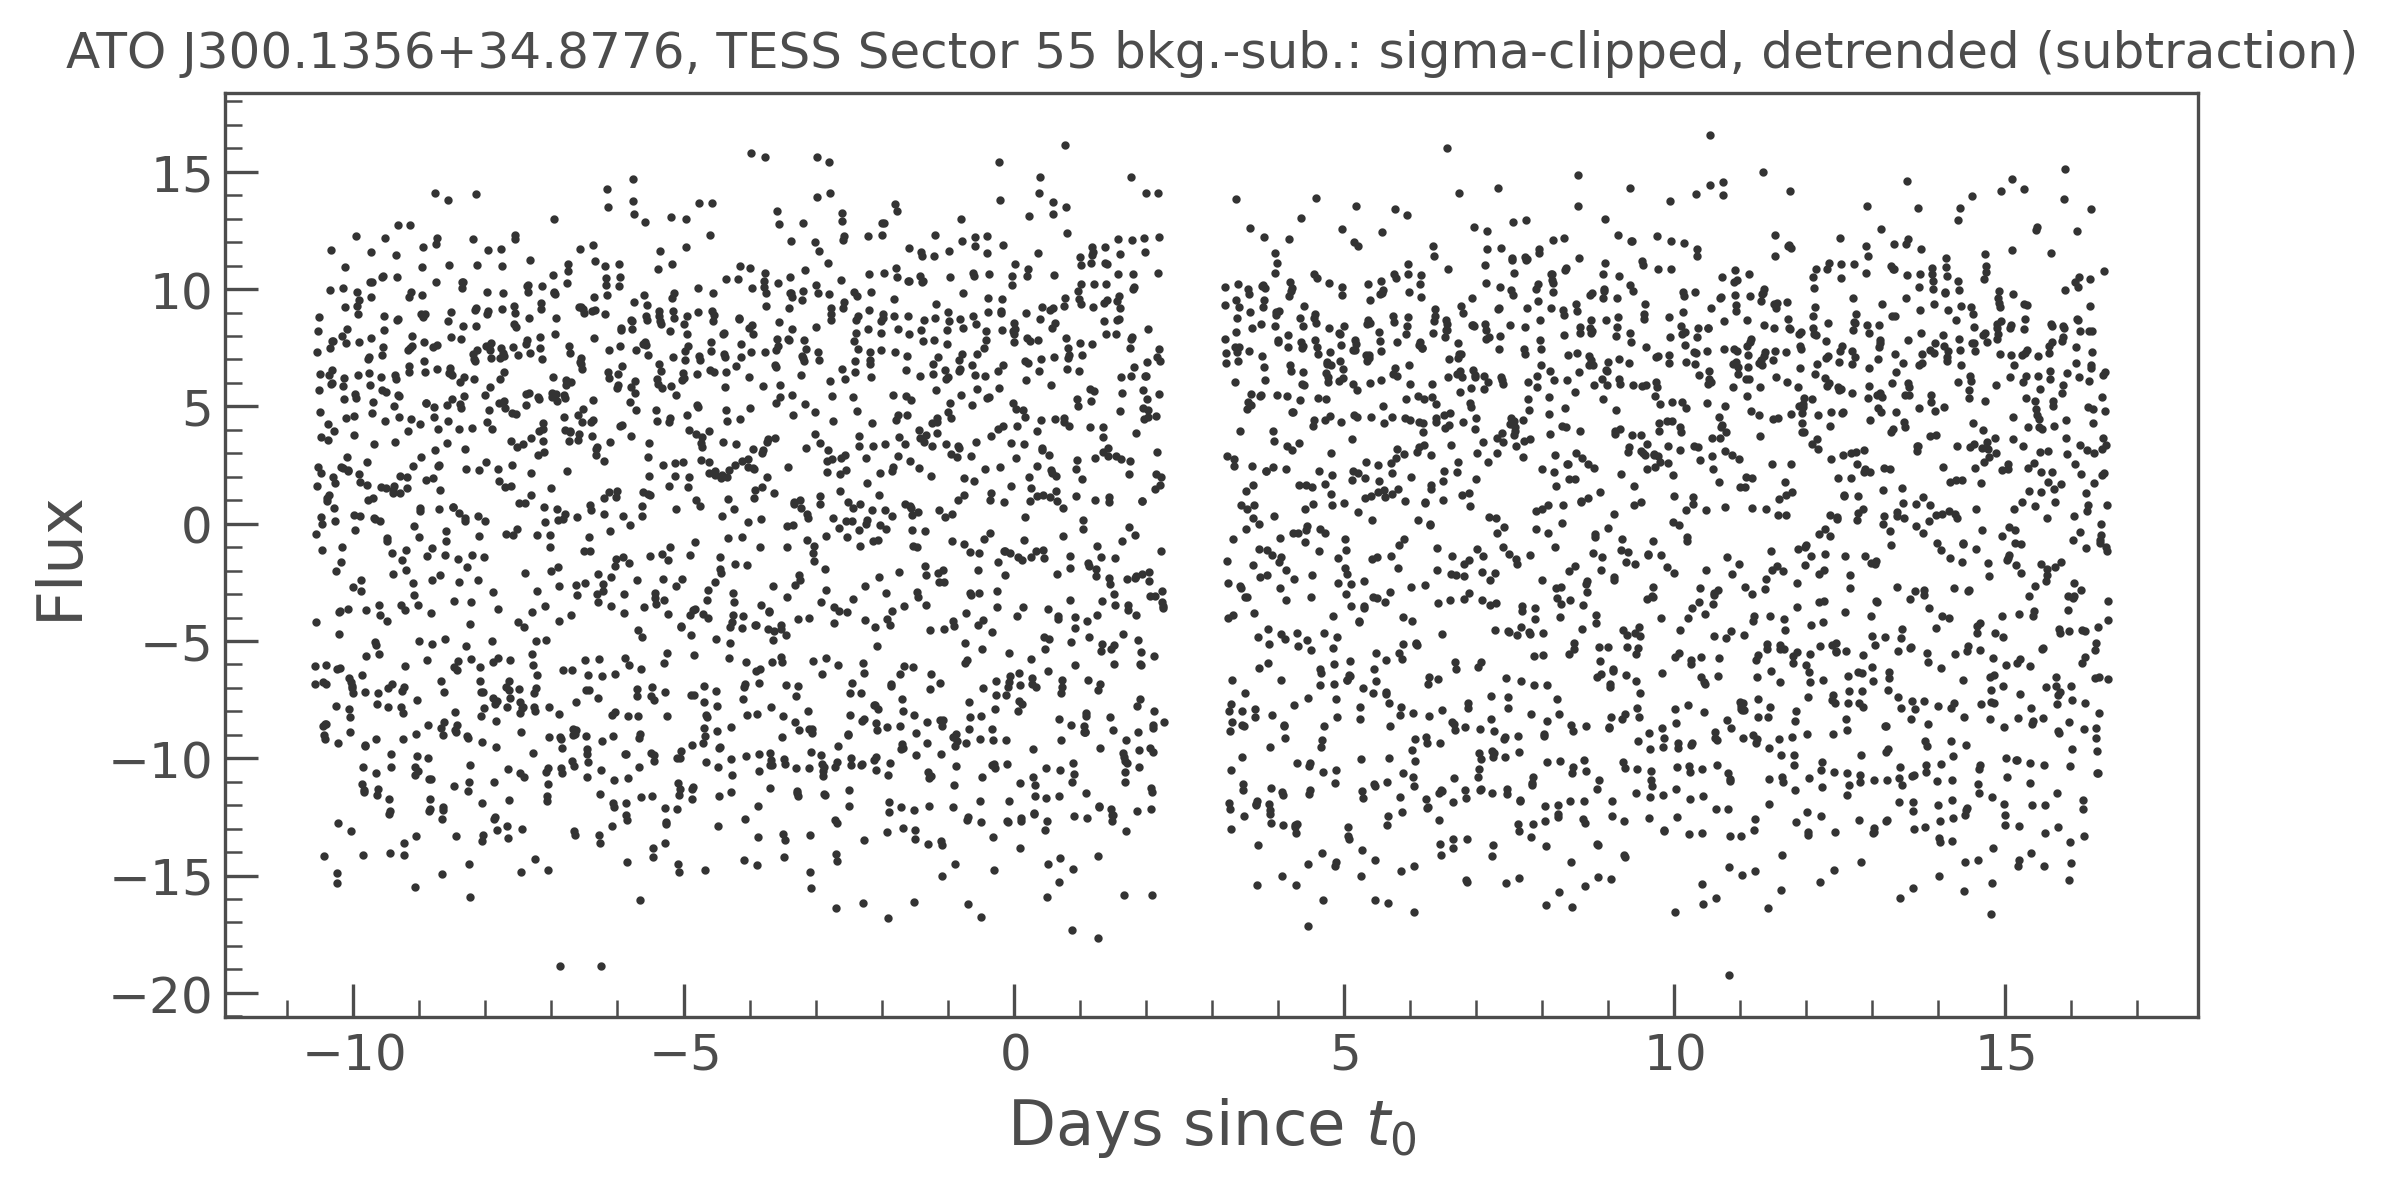 ATO J300.1356+34.8776, TESS Sector 55 bkg.-sub.: sigma-clipped, detrended (subtraction)
Flux
15
10
5
0
−5
−10
−15
−20
−10 −5 0 5 10 15
Days since t₀